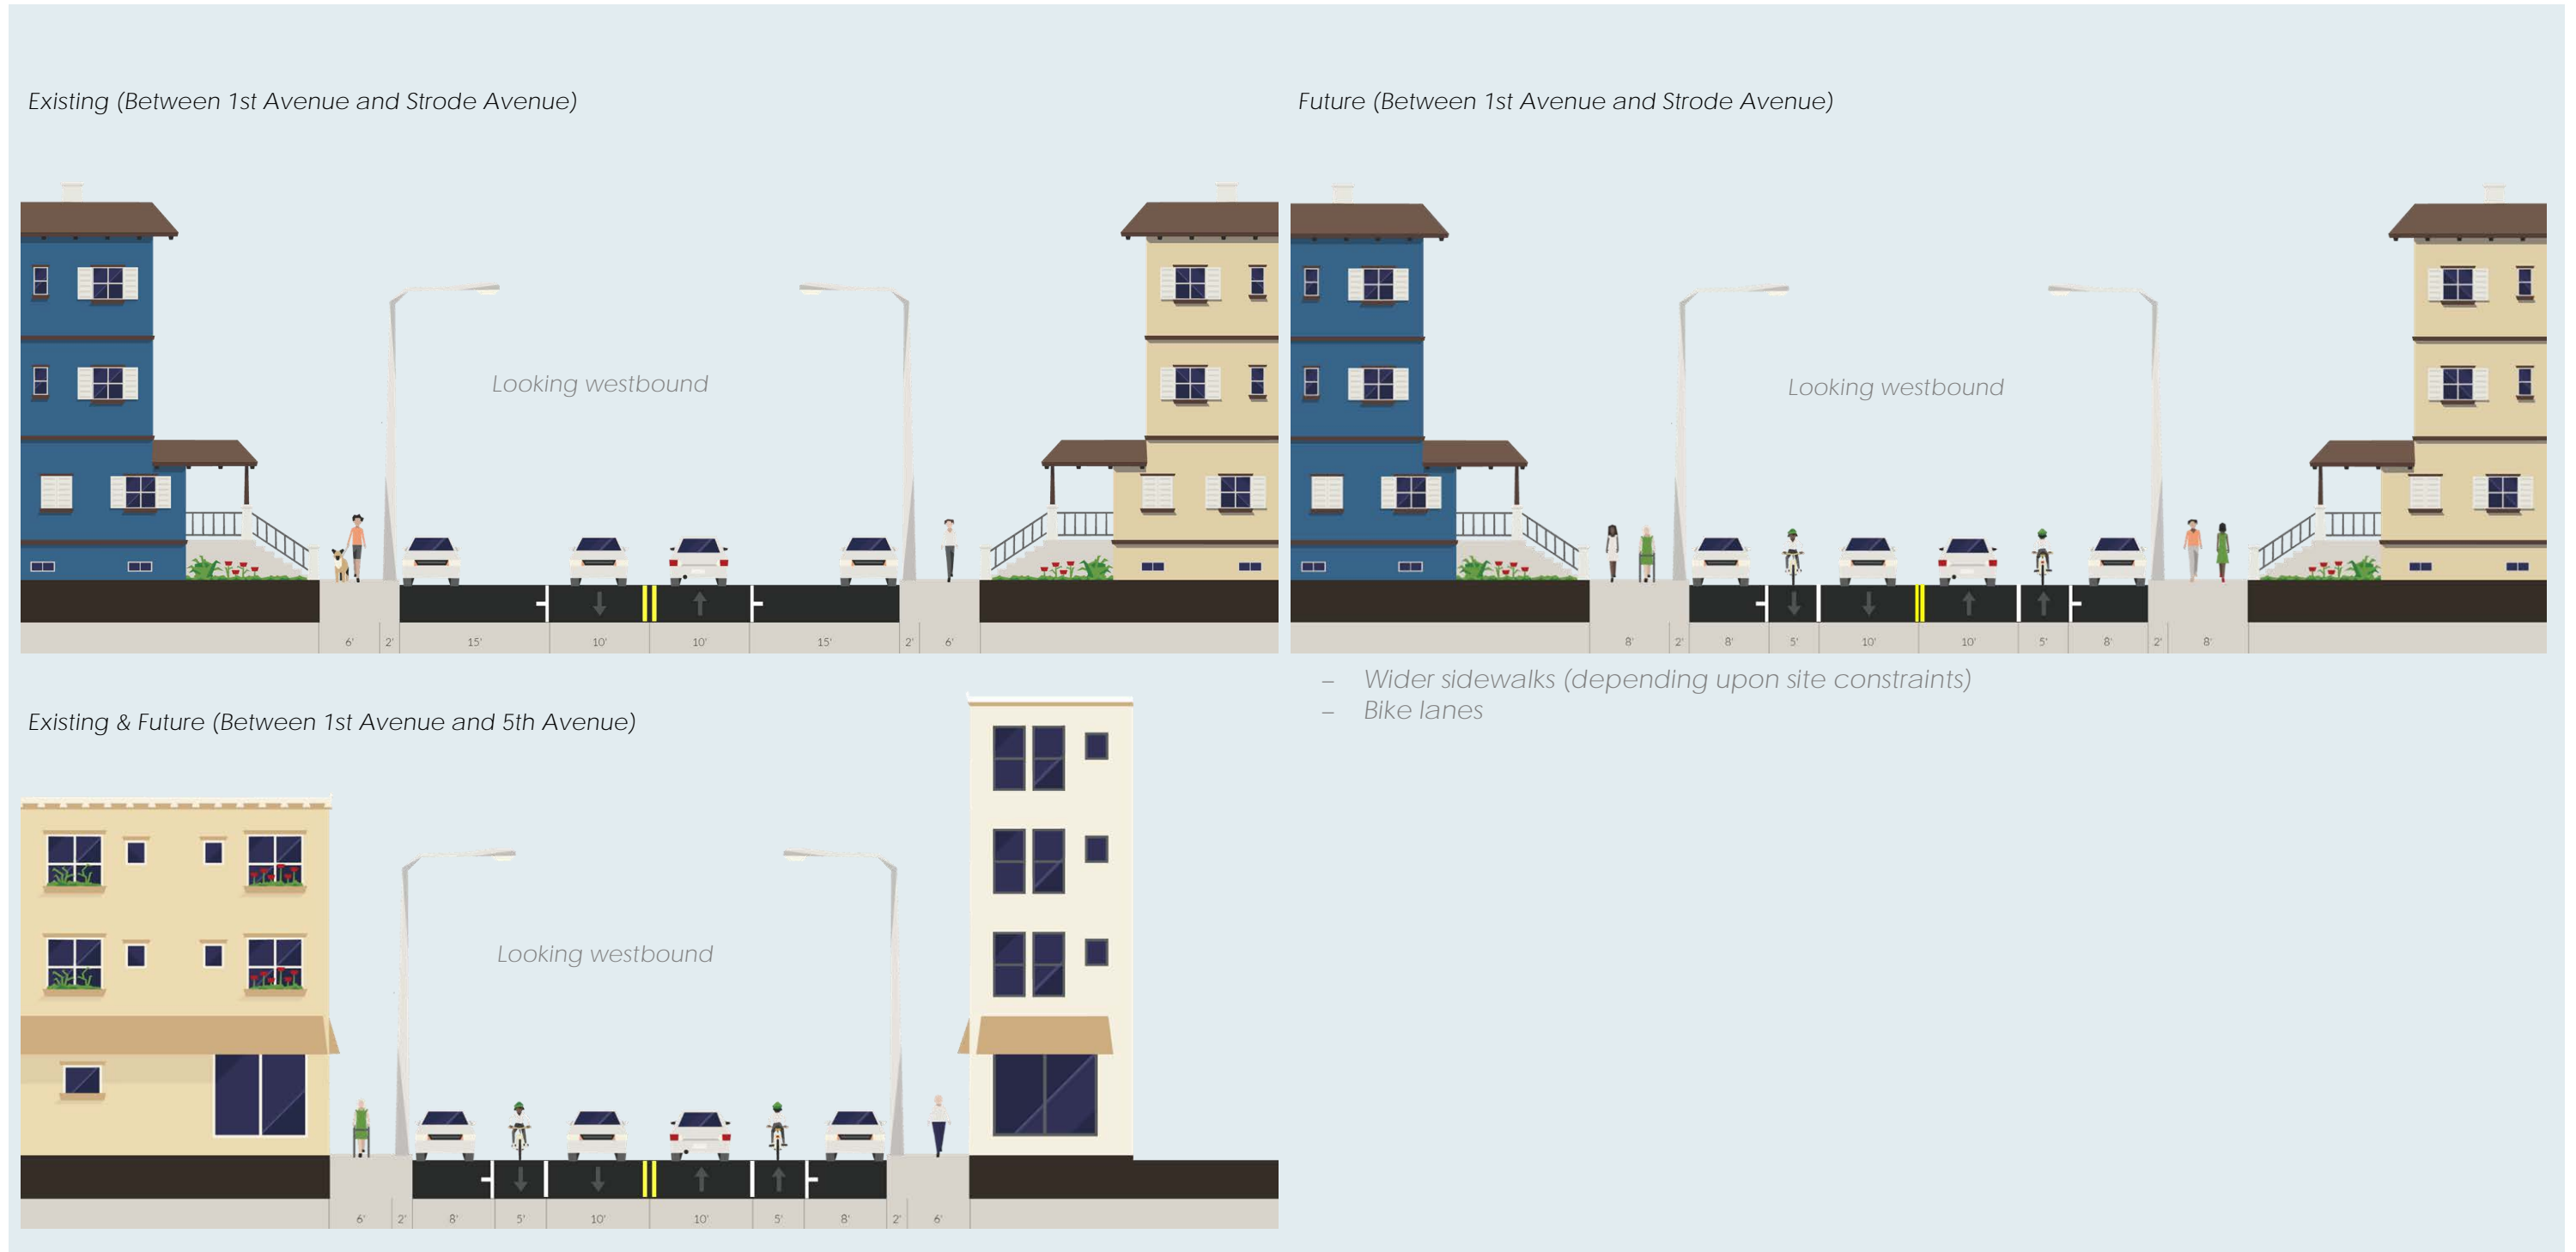 Existing (Between 1st Avenue and Strode Avenue)
Looking westbound
6' 2' 15' 10' 10' 15' 2' 6'
Future (Between 1st Avenue and Strode Avenue)
Looking westbound
8' 2' 8' 5' 10' 10' 5' 8' 2' 8'
– Wider sidewalks (depending upon site constraints)
– Bike lanes
Existing & Future (Between 1st Avenue and 5th Avenue)
Looking westbound
6' 2' 8' 5' 10' 10' 5' 8' 2' 6'